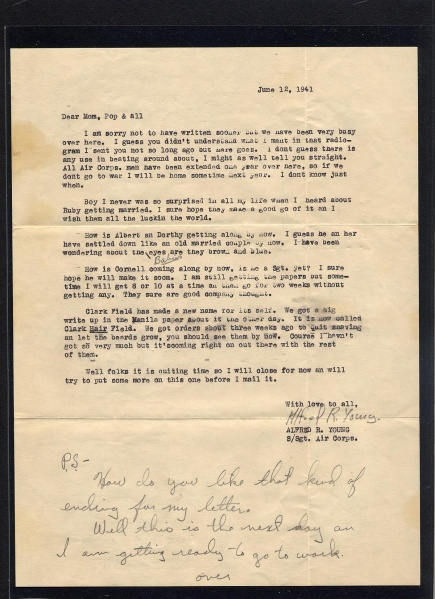 June 12, 1941
Dear Mom, Pop & all
I am sorry not to have written sooner but we have been very busy
over here. I guess you didn't understand what I ment in that radio-
gram I sent you not so long ago but here goes. I dont guess there is
any use in beating around about, I might as well tell you straight.
All Air Corps. men have been extended one year over here, so if we
dont go to war I will be home sometime next year. I dont know just
when.
Boy I never was so surprised in all my life when I heard about
Ruby getting married. I sure hope they make a good go of it an I
wish them all the luckin the world.
How is Albert an Dorthy getting along by now. I guess he an her
have settled down like an old married couple by now. I have been
Babies
wondering about the eyes are they brown and blue.
How is Cornell coming along by now, is he a Sgt. yet? I sure
hope he will make it soon. I am still getting the papers but some-
time I will get 8 or 10 at a time an than go for two weeks without
getting any. They sure are good company thought.
Clark Field has made a new name for its self. We got a big
write up in the Manila paper about it the other day. It is now called
Clark Hair Field. We got orders about three weeks ago to quit shaving
an let the beards grow, you should see them by now. Course I havn't
got so very much but it'scoming right on out there with the rest
of them.
Well folks it is quiting time so I will close for now an will
try to put some more on this one before I mail it.
With love to all,
Alfred R. Young.
ALFRED R. YOUNG
S/Sgt. Air Corps.
P.S-
How do you like that kind of
ending for my letter.
Well this is the next day an
I am getting ready to go to work.
over